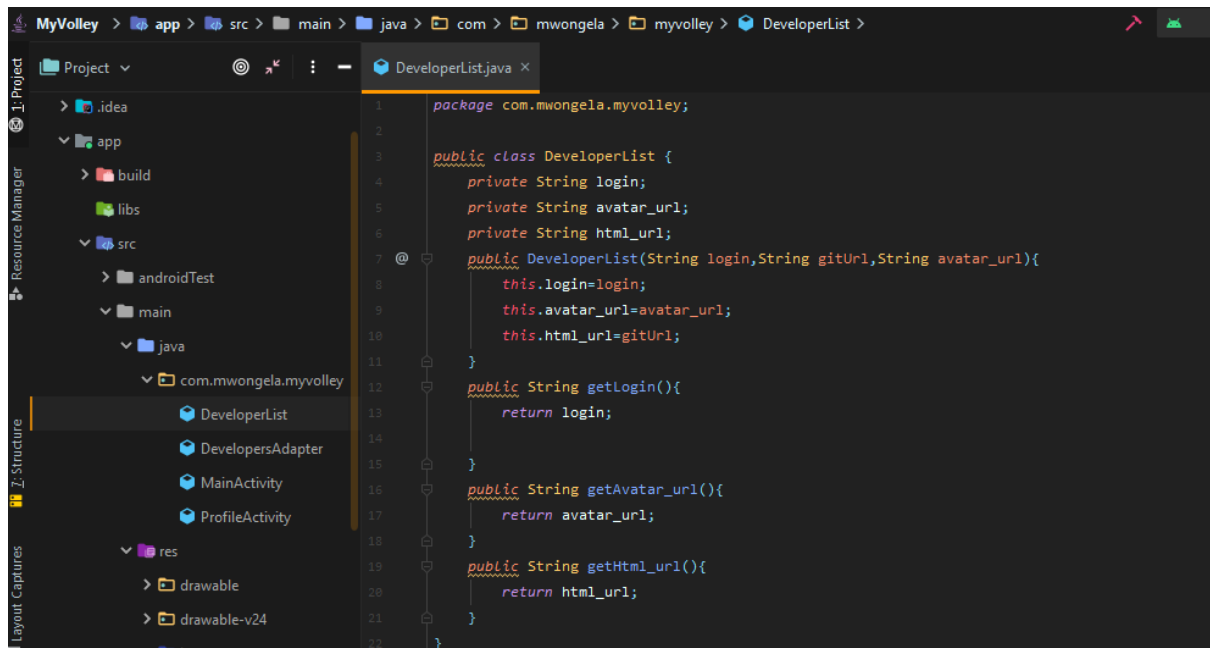 MyVolley > app > src > main > java > com > mwongela > myvolley > DeveloperList >
1: Project
Resource Manager
7: Structure
Layout Captures
Project
.idea
app
build
libs
src
androidTest
main
java
com.mwongela.myvolley
DeveloperList
DevelopersAdapter
MainActivity
ProfileActivity
res
drawable
drawable-v24
DeveloperList.java ×
1 package com.mwongela.myvolley;
2
3 public class DeveloperList {
4 private String login;
5 private String avatar_url;
6 private String html_url;
7 @ public DeveloperList(String login,String gitUrl,String avatar_url){
8 this.login=login;
9 this.avatar_url=avatar_url;
10 this.html_url=gitUrl;
11 }
12 public String getLogin(){
13 return login;
14
15 }
16 public String getAvatar_url(){
17 return avatar_url;
18 }
19 public String getHtml_url(){
20 return html_url;
21 }
22 }